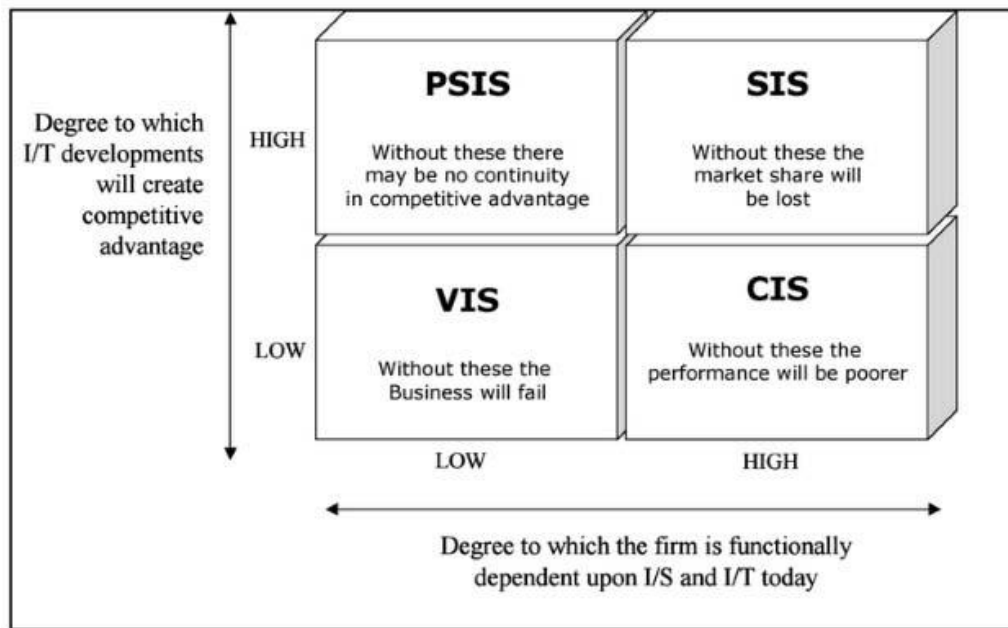 Degree to which
I/T developments
will create
competitive
advantage
HIGH
PSIS
Without these there
may be no continuity
in competitive advantage
SIS
Without these the
market share will
be lost
LOW
VIS
Without these the
Business will fail
CIS
Without these the
performance will be poorer
LOW
HIGH
Degree to which the firm is functionally
dependent upon I/S and I/T today